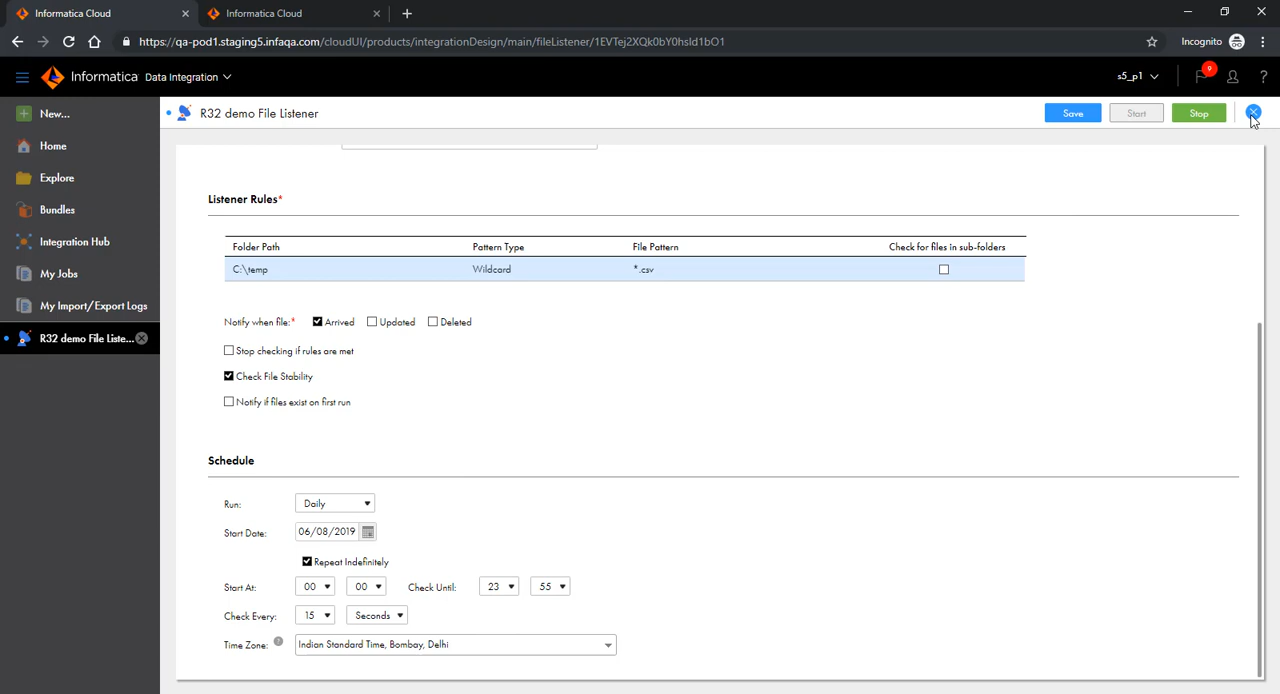 Informatica Cloud
Informatica Cloud
https://qa-pod1.staging5.infaqa.com/cloudUI/products/integrationDesign/main/fileListener/1EVTej2XQk0bY0hsld1bO1
Incognito
Informatica Data Integration
s5_p1
9
?
New...
Home
Explore
Bundles
Integration Hub
My Jobs
My Import/Export Logs
R32 demo File Liste...
R32 demo File Listener
Save
Start
Stop
Listener Rules*
Folder Path Pattern Type File Pattern Check for files in sub-folders
C:\temp Wildcard *.csv
Notify when file:* Arrived Updated Deleted
Stop checking if rules are met
Check File Stability
Notify if files exist on first run
Schedule
Run: Daily
Start Date: 06/08/2019
Repeat Indefinitely
Start At: 00 00 Check Until: 23 55
Check Every: 15 Seconds
Time Zone: ? Indian Standard Time, Bombay, Delhi